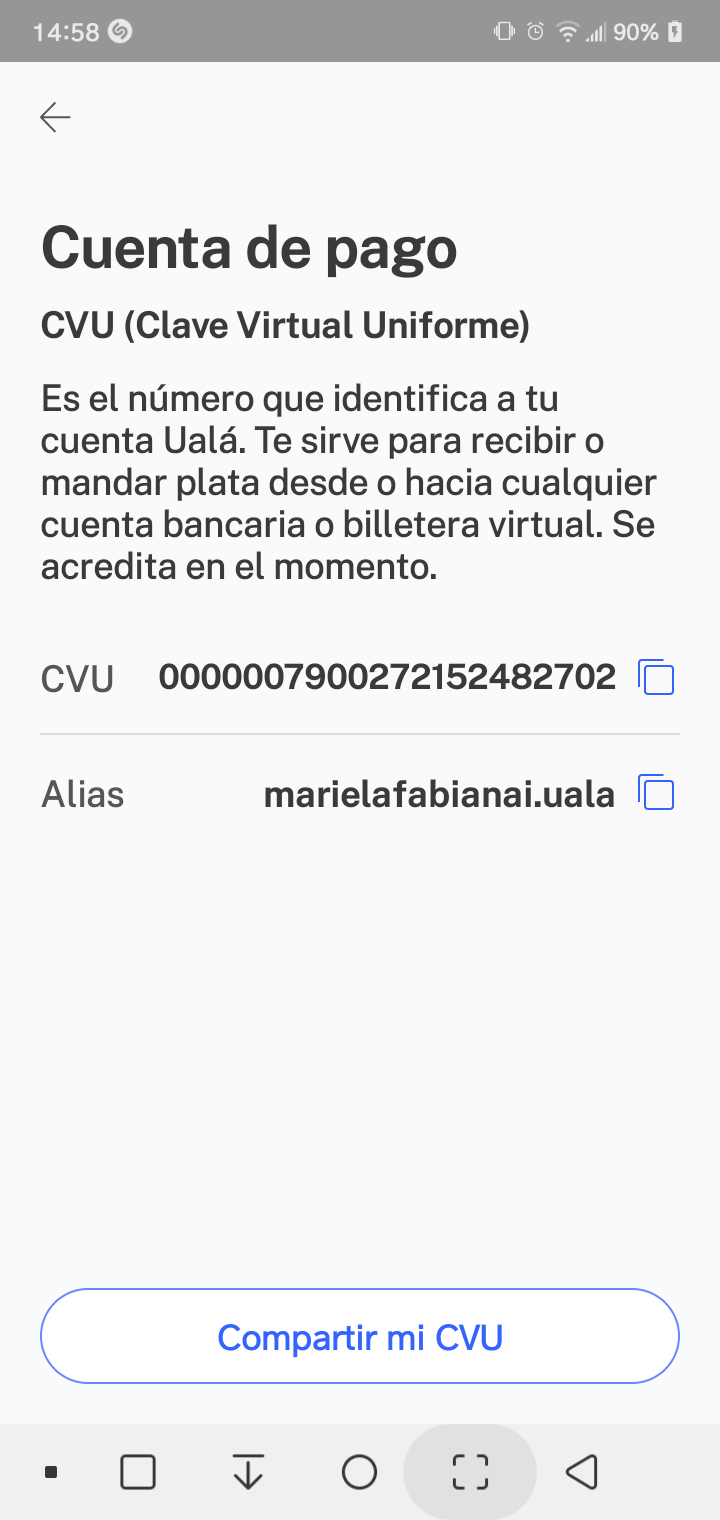 14:58 90%
Cuenta de pago
CVU (Clave Virtual Uniforme)
Es el número que identifica a tu
cuenta Ualá. Te sirve para recibir o
mandar plata desde o hacia cualquier
cuenta bancaria o billetera virtual. Se
acredita en el momento.
CVU 0000007900272152482702
Alias marielafabianai.uala
Compartir mi CVU